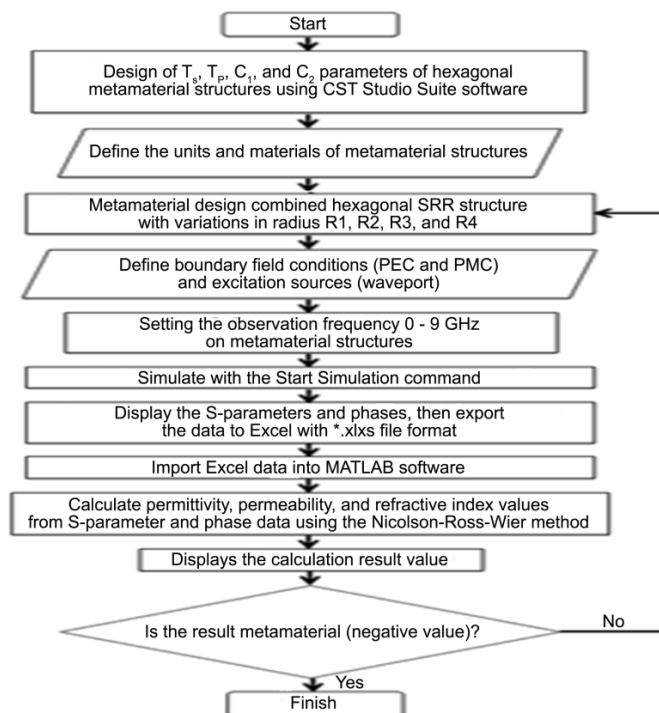 Start
Design of Ts, TP, C1, and C2 parameters of hexagonal
metamaterial structures using CST Studio Suite software
Define the units and materials of metamaterial structures
Metamaterial design combined hexagonal SRR structure
with variations in radius R1, R2, R3, and R4
Define boundary field conditions (PEC and PMC)
and excitation sources (waveport)
Setting the observation frequency 0 - 9 GHz
on metamaterial structures
Simulate with the Start Simulation command
Display the S-parameters and phases, then export
the data to Excel with *.xlxs file format
Import Excel data into MATLAB software
Calculate permittivity, permeability, and refractive index values
from S-parameter and phase data using the Nicolson-Ross-Wier method
Displays the calculation result value
Is the result metamaterial (negative value)?
No
Yes
Finish